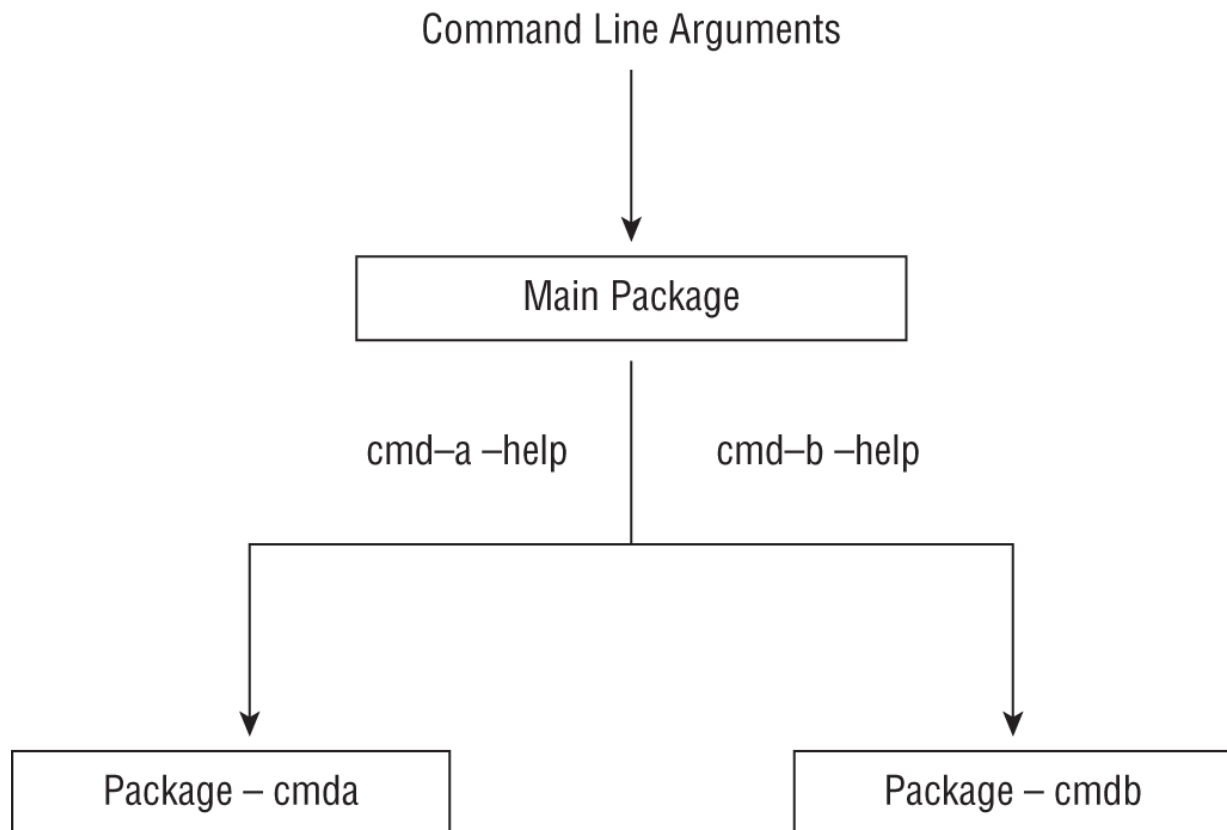 Command Line Arguments
Main Package
cmd–a –help
cmd–b –help
Package – cmda
Package – cmdb